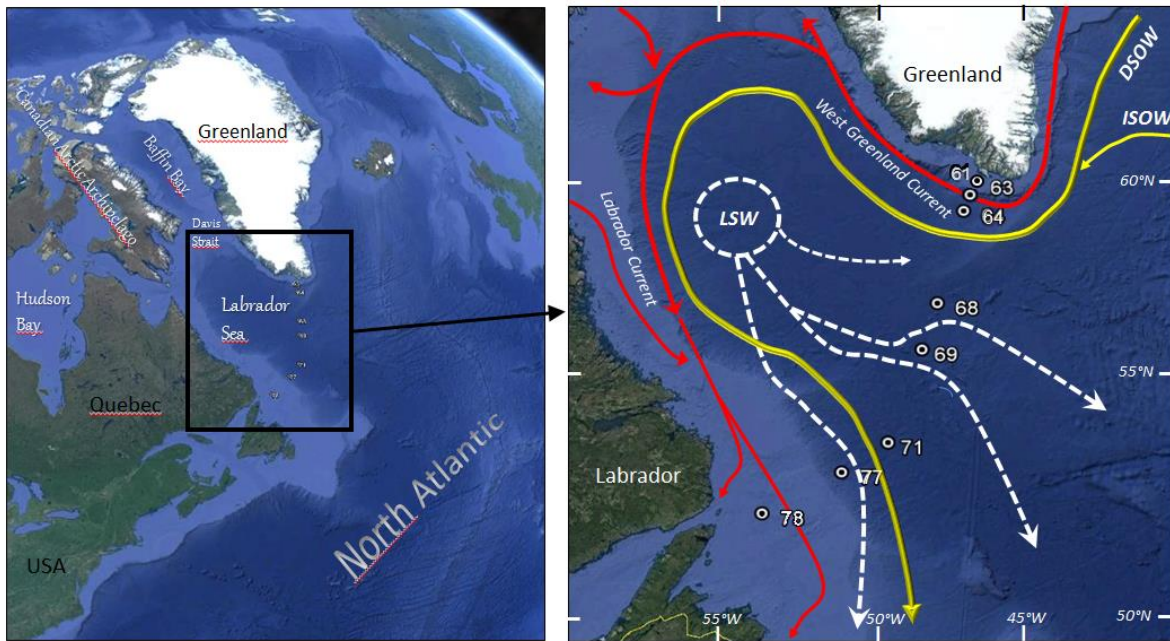 Greenland
Canadian Arctic Archipelago
Baffin Bay
Davis
Strait
Labrador
Sea
Hudson
Bay
Quebec
USA
North Atlantic
Greenland
DSOW
ISOW
West Greenland Current
61
63
64
60°N
LSW
Labrador Current
68
69
55°N
71
77
78
Labrador
55°W
50°W
45°W
50°N